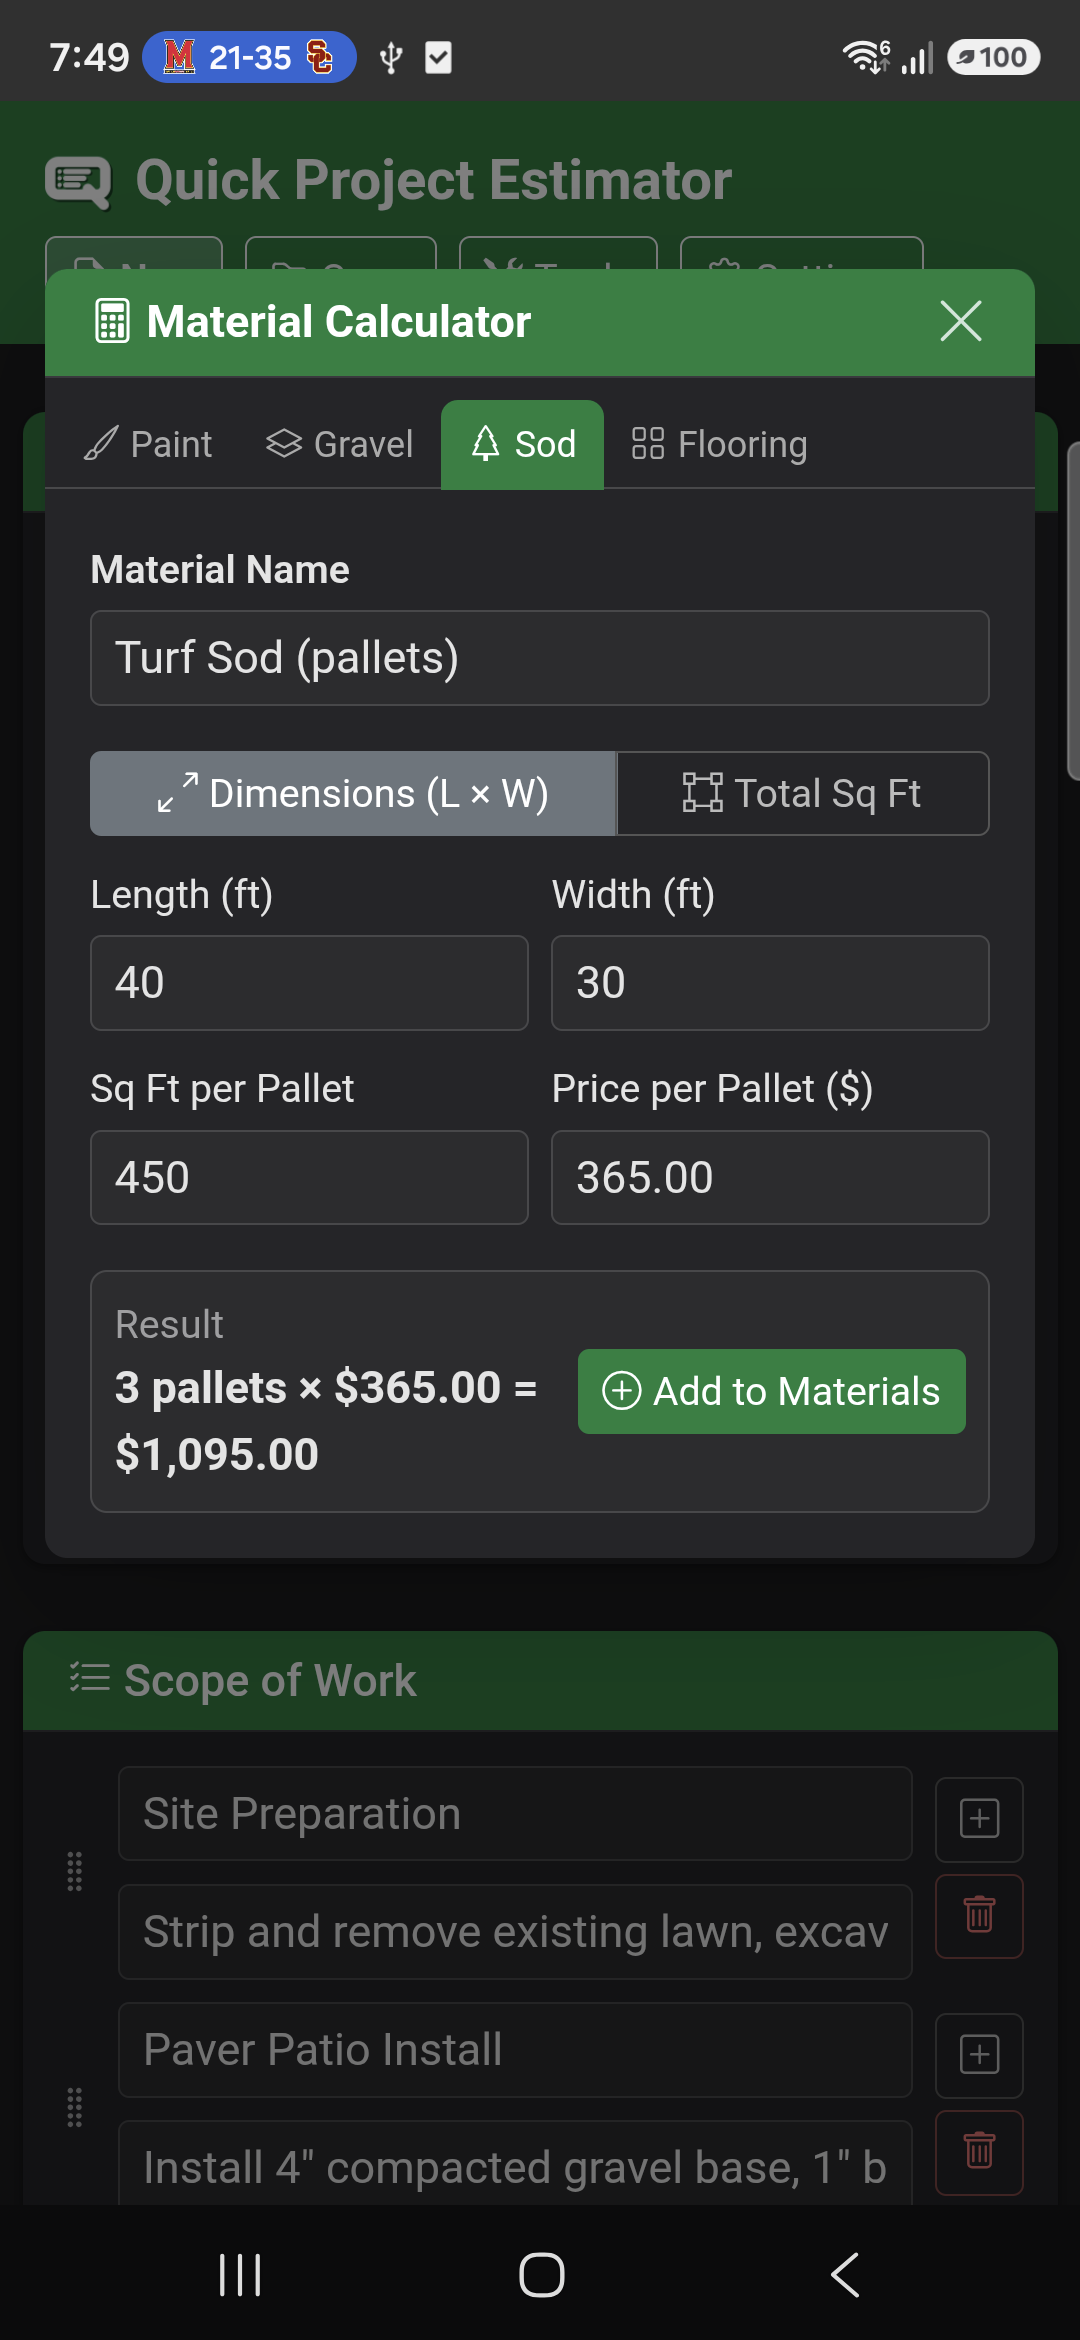 7:49 M 21-35 SC 6 100
Quick Project Estimator
Material Calculator
Paint Gravel Sod Flooring
Material Name
Turf Sod (pallets)
Dimensions (L × W) Total Sq Ft
Length (ft) Width (ft)
40 30
Sq Ft per Pallet Price per Pallet ($)
450 365.00
Result
3 pallets × $365.00 =
$1,095.00
Add to Materials
Scope of Work
Site Preparation
Strip and remove existing lawn, excav
Paver Patio Install
Install 4" compacted gravel base, 1" b